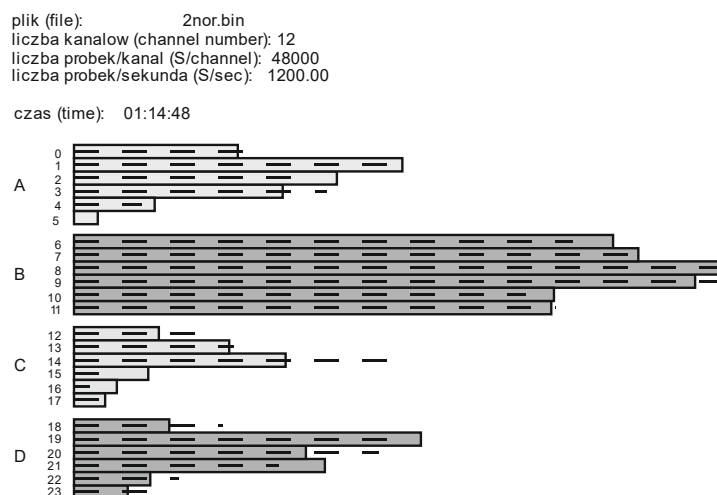 plik (file): 2nor.bin
liczba kanalow (channel number): 12
liczba probek/kanal (S/channel): 48000
liczba probek/sekunda (S/sec): 1200.00
czas (time): 01:14:48
A
0
1
2
3
4
5
B
6
7
8
9
10
11
C
12
13
14
15
16
17
D
18
19
20
21
22
23